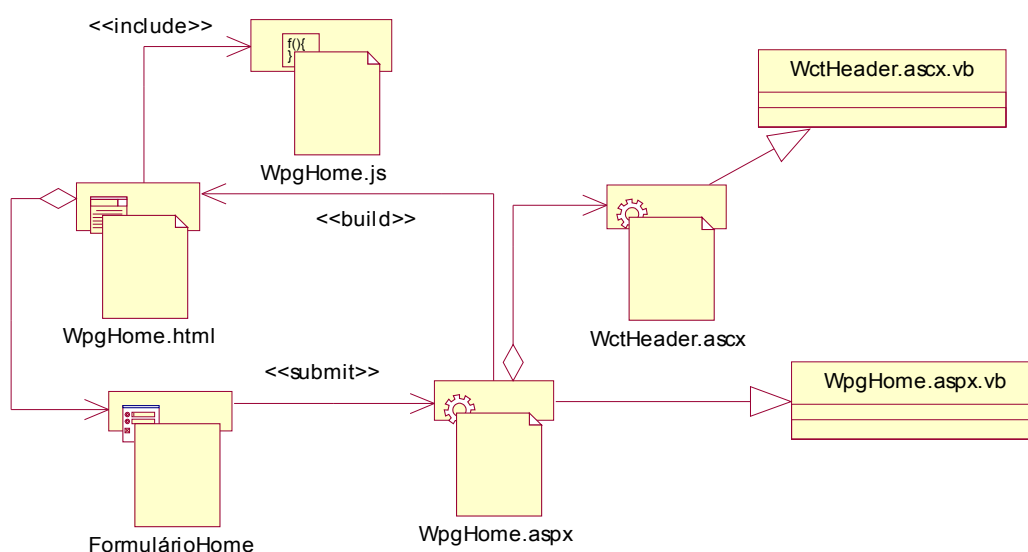 <<include>>
f(){
}
WpgHome.js
WctHeader.ascx.vb
<<build>>
WpgHome.html
WctHeader.ascx
<<submit>>
WpgHome.aspx.vb
WpgHome.aspx
FormulárioHome